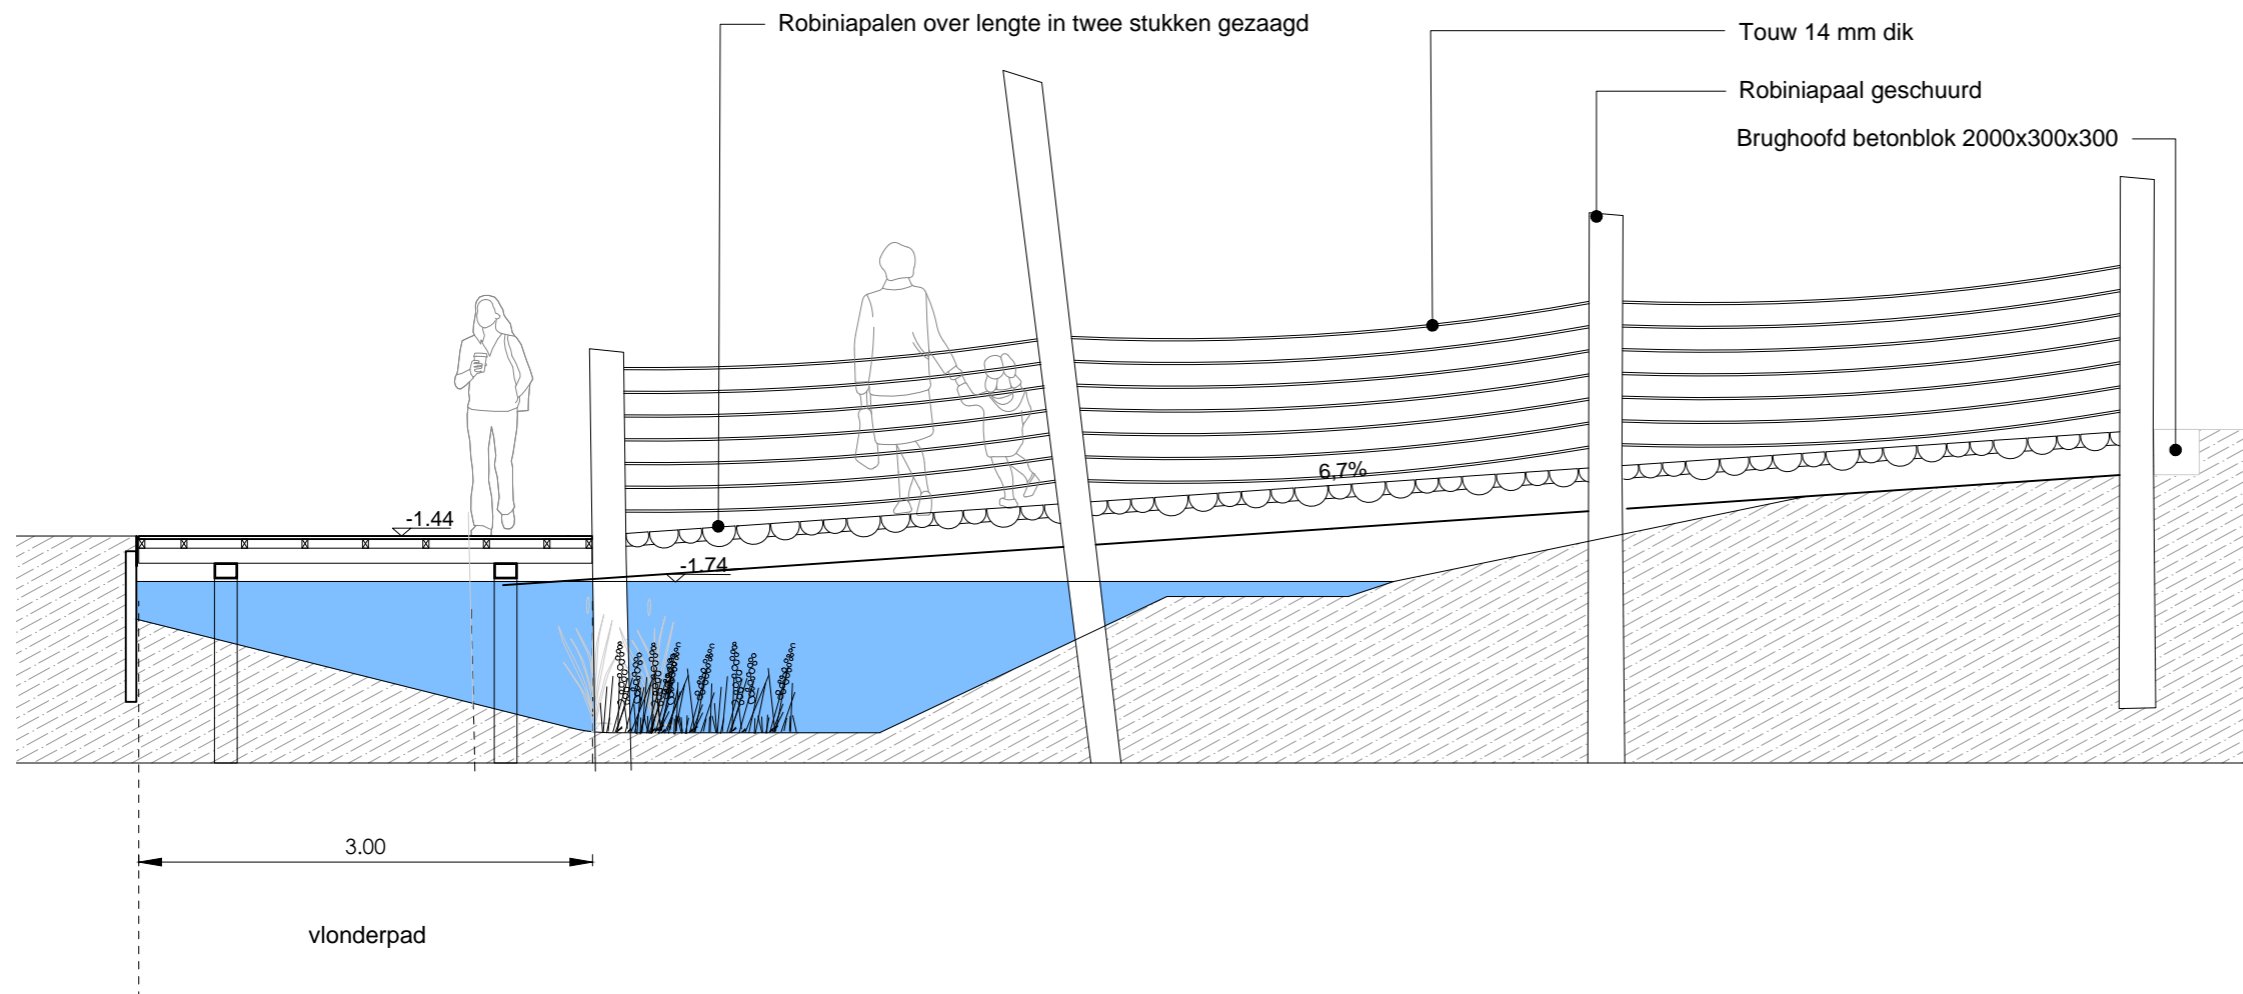 Robiniapalen over lengte in twee stukken gezaagd
Touw 14 mm dik
Robiniapaal geschuurd
Brughoofd betonblok 2000x300x300
6,7%
-1.44
-1.74
3.00
vlonderpad